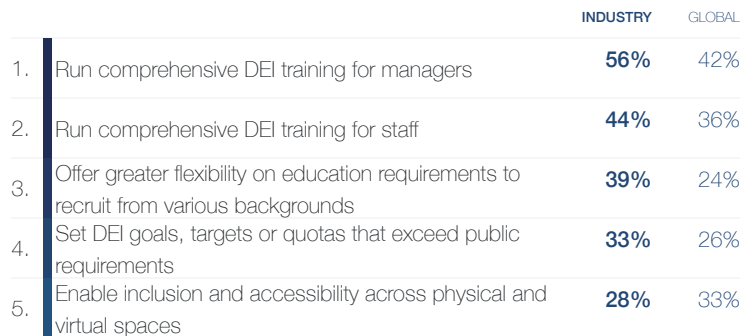 INDUSTRY GLOBAL
1. Run comprehensive DEI training for managers 56% 42%
2. Run comprehensive DEI training for staff 44% 36%
3. Offer greater flexibility on education requirements to
recruit from various backgrounds 39% 24%
4. Set DEI goals, targets or quotas that exceed public
requirements 33% 26%
5. Enable inclusion and accessibility across physical and
virtual spaces 28% 33%